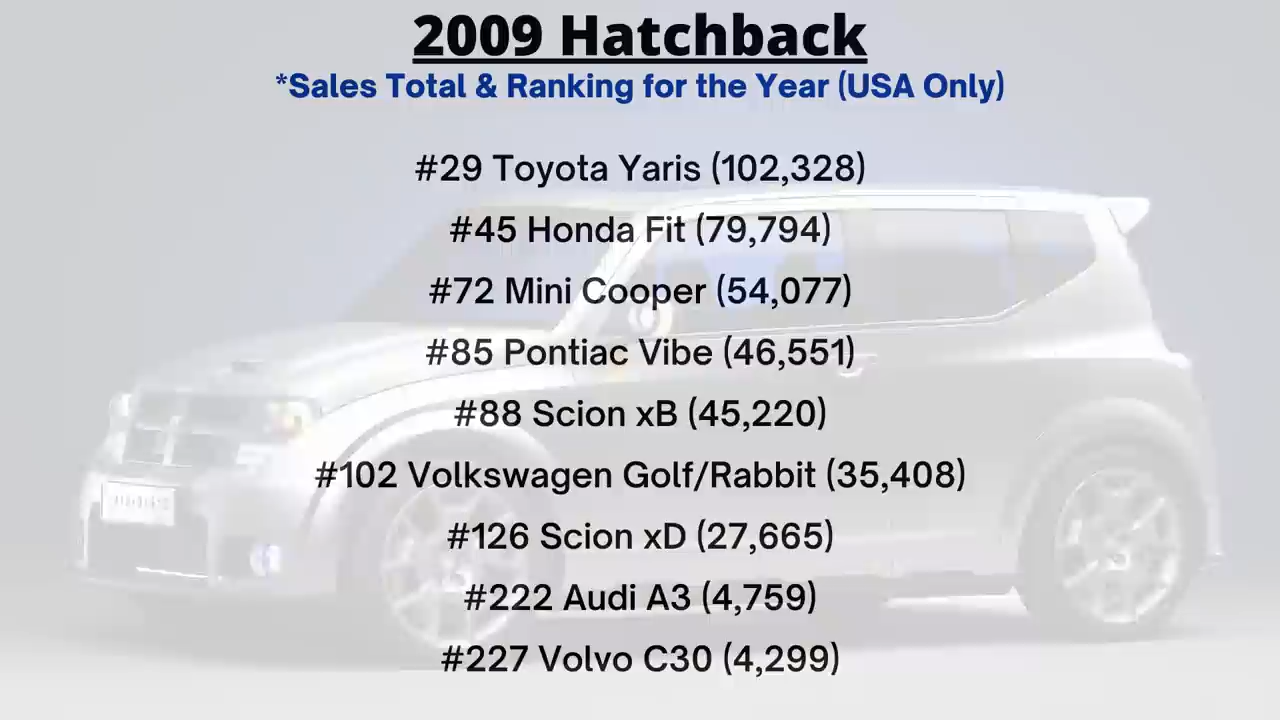 2009 Hatchback
*Sales Total & Ranking for the Year (USA Only)
#29 Toyota Yaris (102,328)
#45 Honda Fit (79,794)
#72 Mini Cooper (54,077)
#85 Pontiac Vibe (46,551)
#88 Scion xB (45,220)
#102 Volkswagen Golf/Rabbit (35,408)
#126 Scion xD (27,665)
#222 Audi A3 (4,759)
#227 Volvo C30 (4,299)